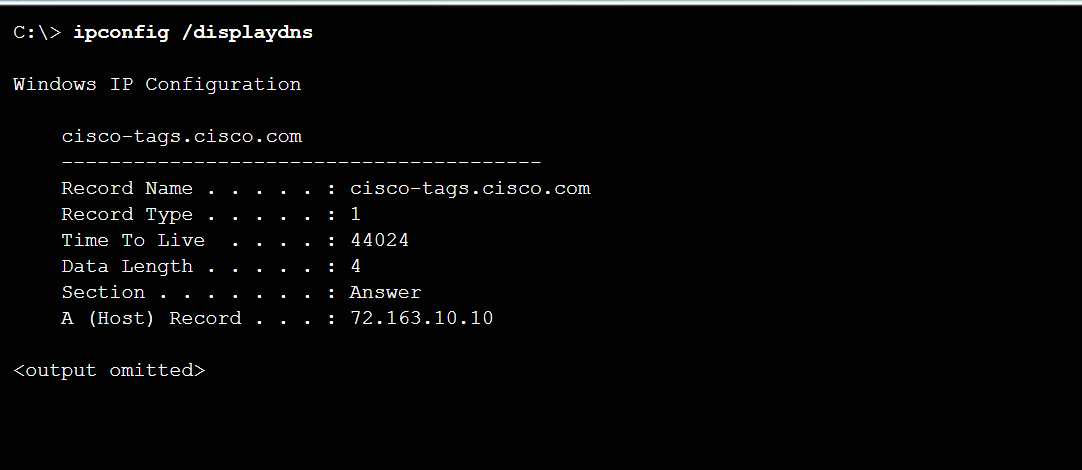 C:\> ipconfig /displaydns
Windows IP Configuration
cisco-tags.cisco.com
----------------------------------------
Record Name . . . . . : cisco-tags.cisco.com
Record Type . . . . . : 1
Time To Live  . . . . : 44024
Data Length . . . . . : 4
Section . . . . . . . : Answer
A (Host) Record . . . : 72.163.10.10
<output omitted>